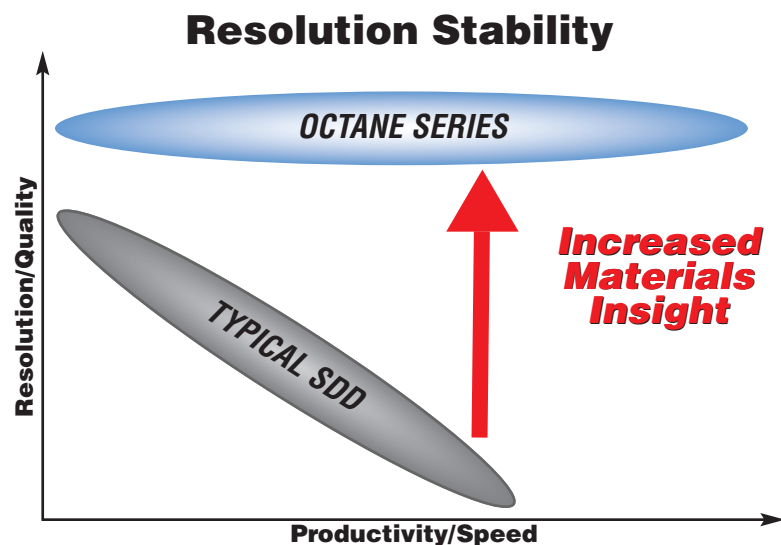 Resolution Stability
OCTANE SERIES
Resolution/Quality
TYPICAL SDD
Increased
Materials
Insight
Productivity/Speed